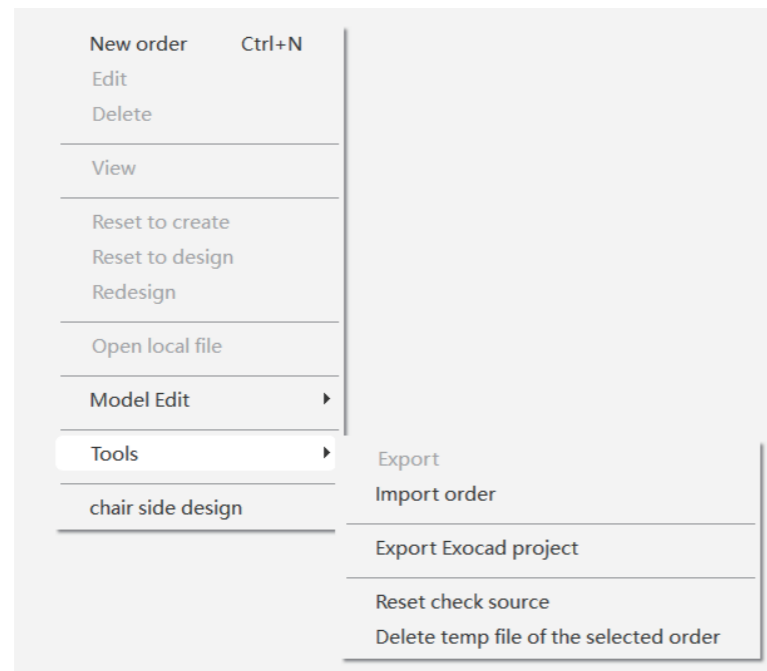 New order Ctrl+N
Edit
Delete
View
Reset to create
Reset to design
Redesign
Open local file
Model Edit
Tools
chair side design
Export
Import order
Export Exocad project
Reset check source
Delete temp file of the selected order